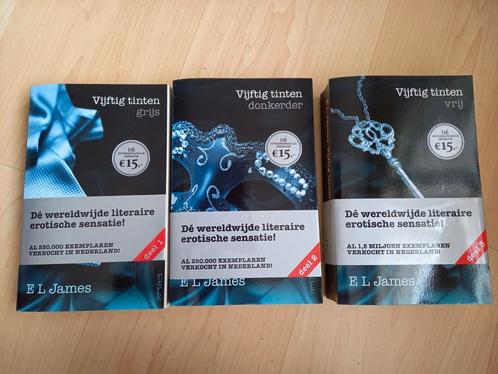 Vijftig tinten
grijs
DÉ
INTERNATIONALE
SENSATIE
€15,-
Dé wereldwijde literaire
erotische sensatie!
AL 250.000 EXEMPLAREN
VERKOCHT IN NEDERLAND!
deel 1
E L James
Vijftig tinten
donkerder
DÉ
INTERNATIONALE
SENSATIE
€15,-
Dé wereldwijde literaire
erotische sensatie!
AL 250.000 EXEMPLAREN
VERKOCHT IN NEDERLAND!
deel 2
E L James
Vijftig tinten
vrij
DÉ
INTERNATIONALE
SENSATIE
€15,-
Dé wereldwijde literaire
erotische sensatie!
AL 1,5 MILJOEN EXEMPLAREN
VERKOCHT IN NEDERLAND!
deel 3
E L James